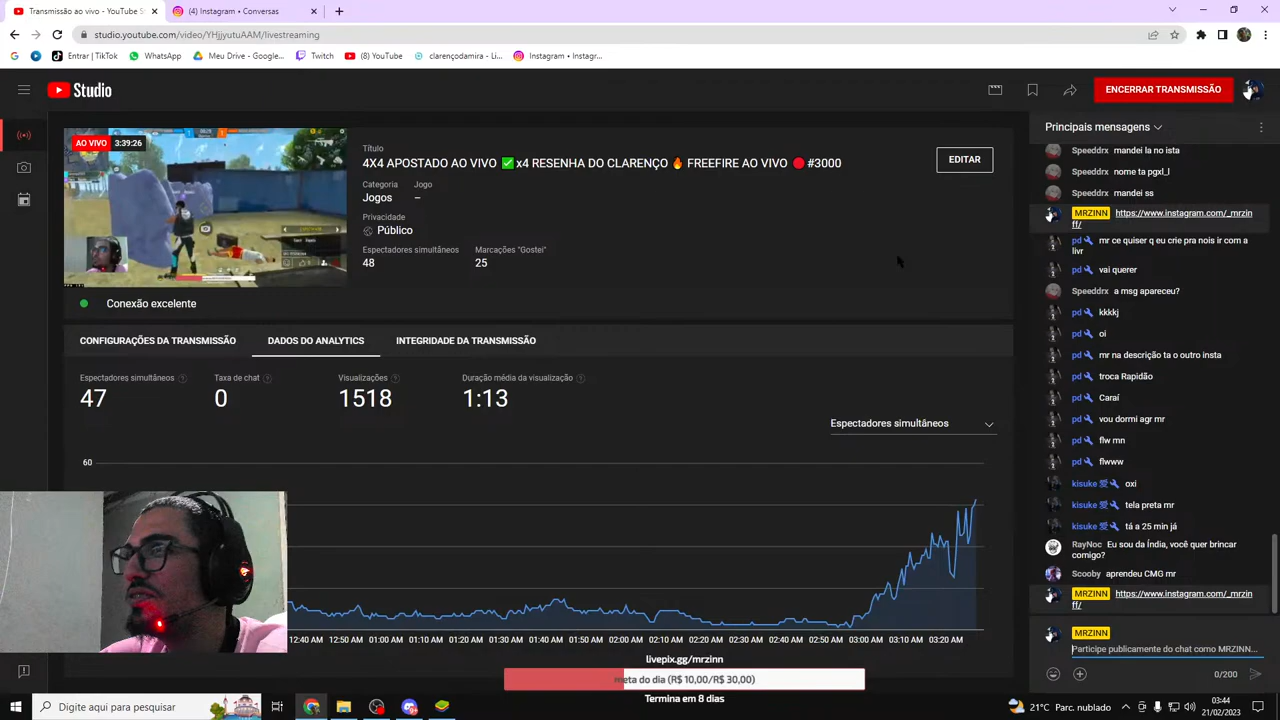 Transmissão ao vivo - YouTube S
(4) Instagram • Conversas
studio.youtube.com/video/YHjjyutuAAM/livestreaming
Entrar | TikTok
WhatsApp
Meu Drive - Google...
Twitch
(8) YouTube
clarençodamira - Li...
Instagram • Instagr...
Studio
ENCERRAR TRANSMISSÃO
AO VIVO 3:39:26
Título
4X4 APOSTADO AO VIVO ✅ x4 RESENHA DO CLARENÇO 🔥 FREEFIRE AO VIVO 🔴 #3000
EDITAR
Categoria
Jogo
Jogos
–
Privacidade
Público
Espectadores simultâneos
Marcações "Gostei"
48
25
Conexão excelente
CONFIGURAÇÕES DA TRANSMISSÃO
DADOS DO ANALYTICS
INTEGRIDADE DA TRANSMISSÃO
Espectadores simultâneos
Taxa de chat
Visualizações
Duração média da visualização
47
0
1518
1:13
Espectadores simultâneos
60
12:40 AM 12:50 AM 01:00 AM 01:10 AM 01:20 AM 01:30 AM 01:40 AM 01:50 AM 02:00 AM 02:10 AM 02:20 AM 02:30 AM 02:40 AM 02:50 AM 03:00 AM 03:10 AM 03:20 AM
livepix.gg/mrzinn
meta do dia (R$ 10,00/R$ 30,00)
Termina em 8 dias
Principais mensagens
Speeddrx mandei la no ista
Speeddrx nome ta pgxl_l
Speeddrx mandei ss
MRZINN https://www.instagram.com/_mrzin
ff/
pd mr ce quiser q eu crie pra nois ir com a
livr
pd vai querer
Speeddrx a msg apareceu?
pd kkkkj
pd oi
pd mr na descrição ta o outro insta
pd troca Rapidão
pd Caraí
pd vou dormi agr mr
pd flw mn
pd flwww
kisuke 愛 oxi
kisuke 愛 tela preta mr
kisuke 愛 tá a 25 min já
RayNoc Eu sou da Índia, você quer brincar
comigo?
Scooby aprendeu CMG mr
MRZINN https://www.instagram.com/_mrzin
ff/
MRZINN
Participe publicamente do chat como MRZINN...
0/200
Digite aqui para pesquisar
21°C Parc. nublado
03:44
21/02/2023